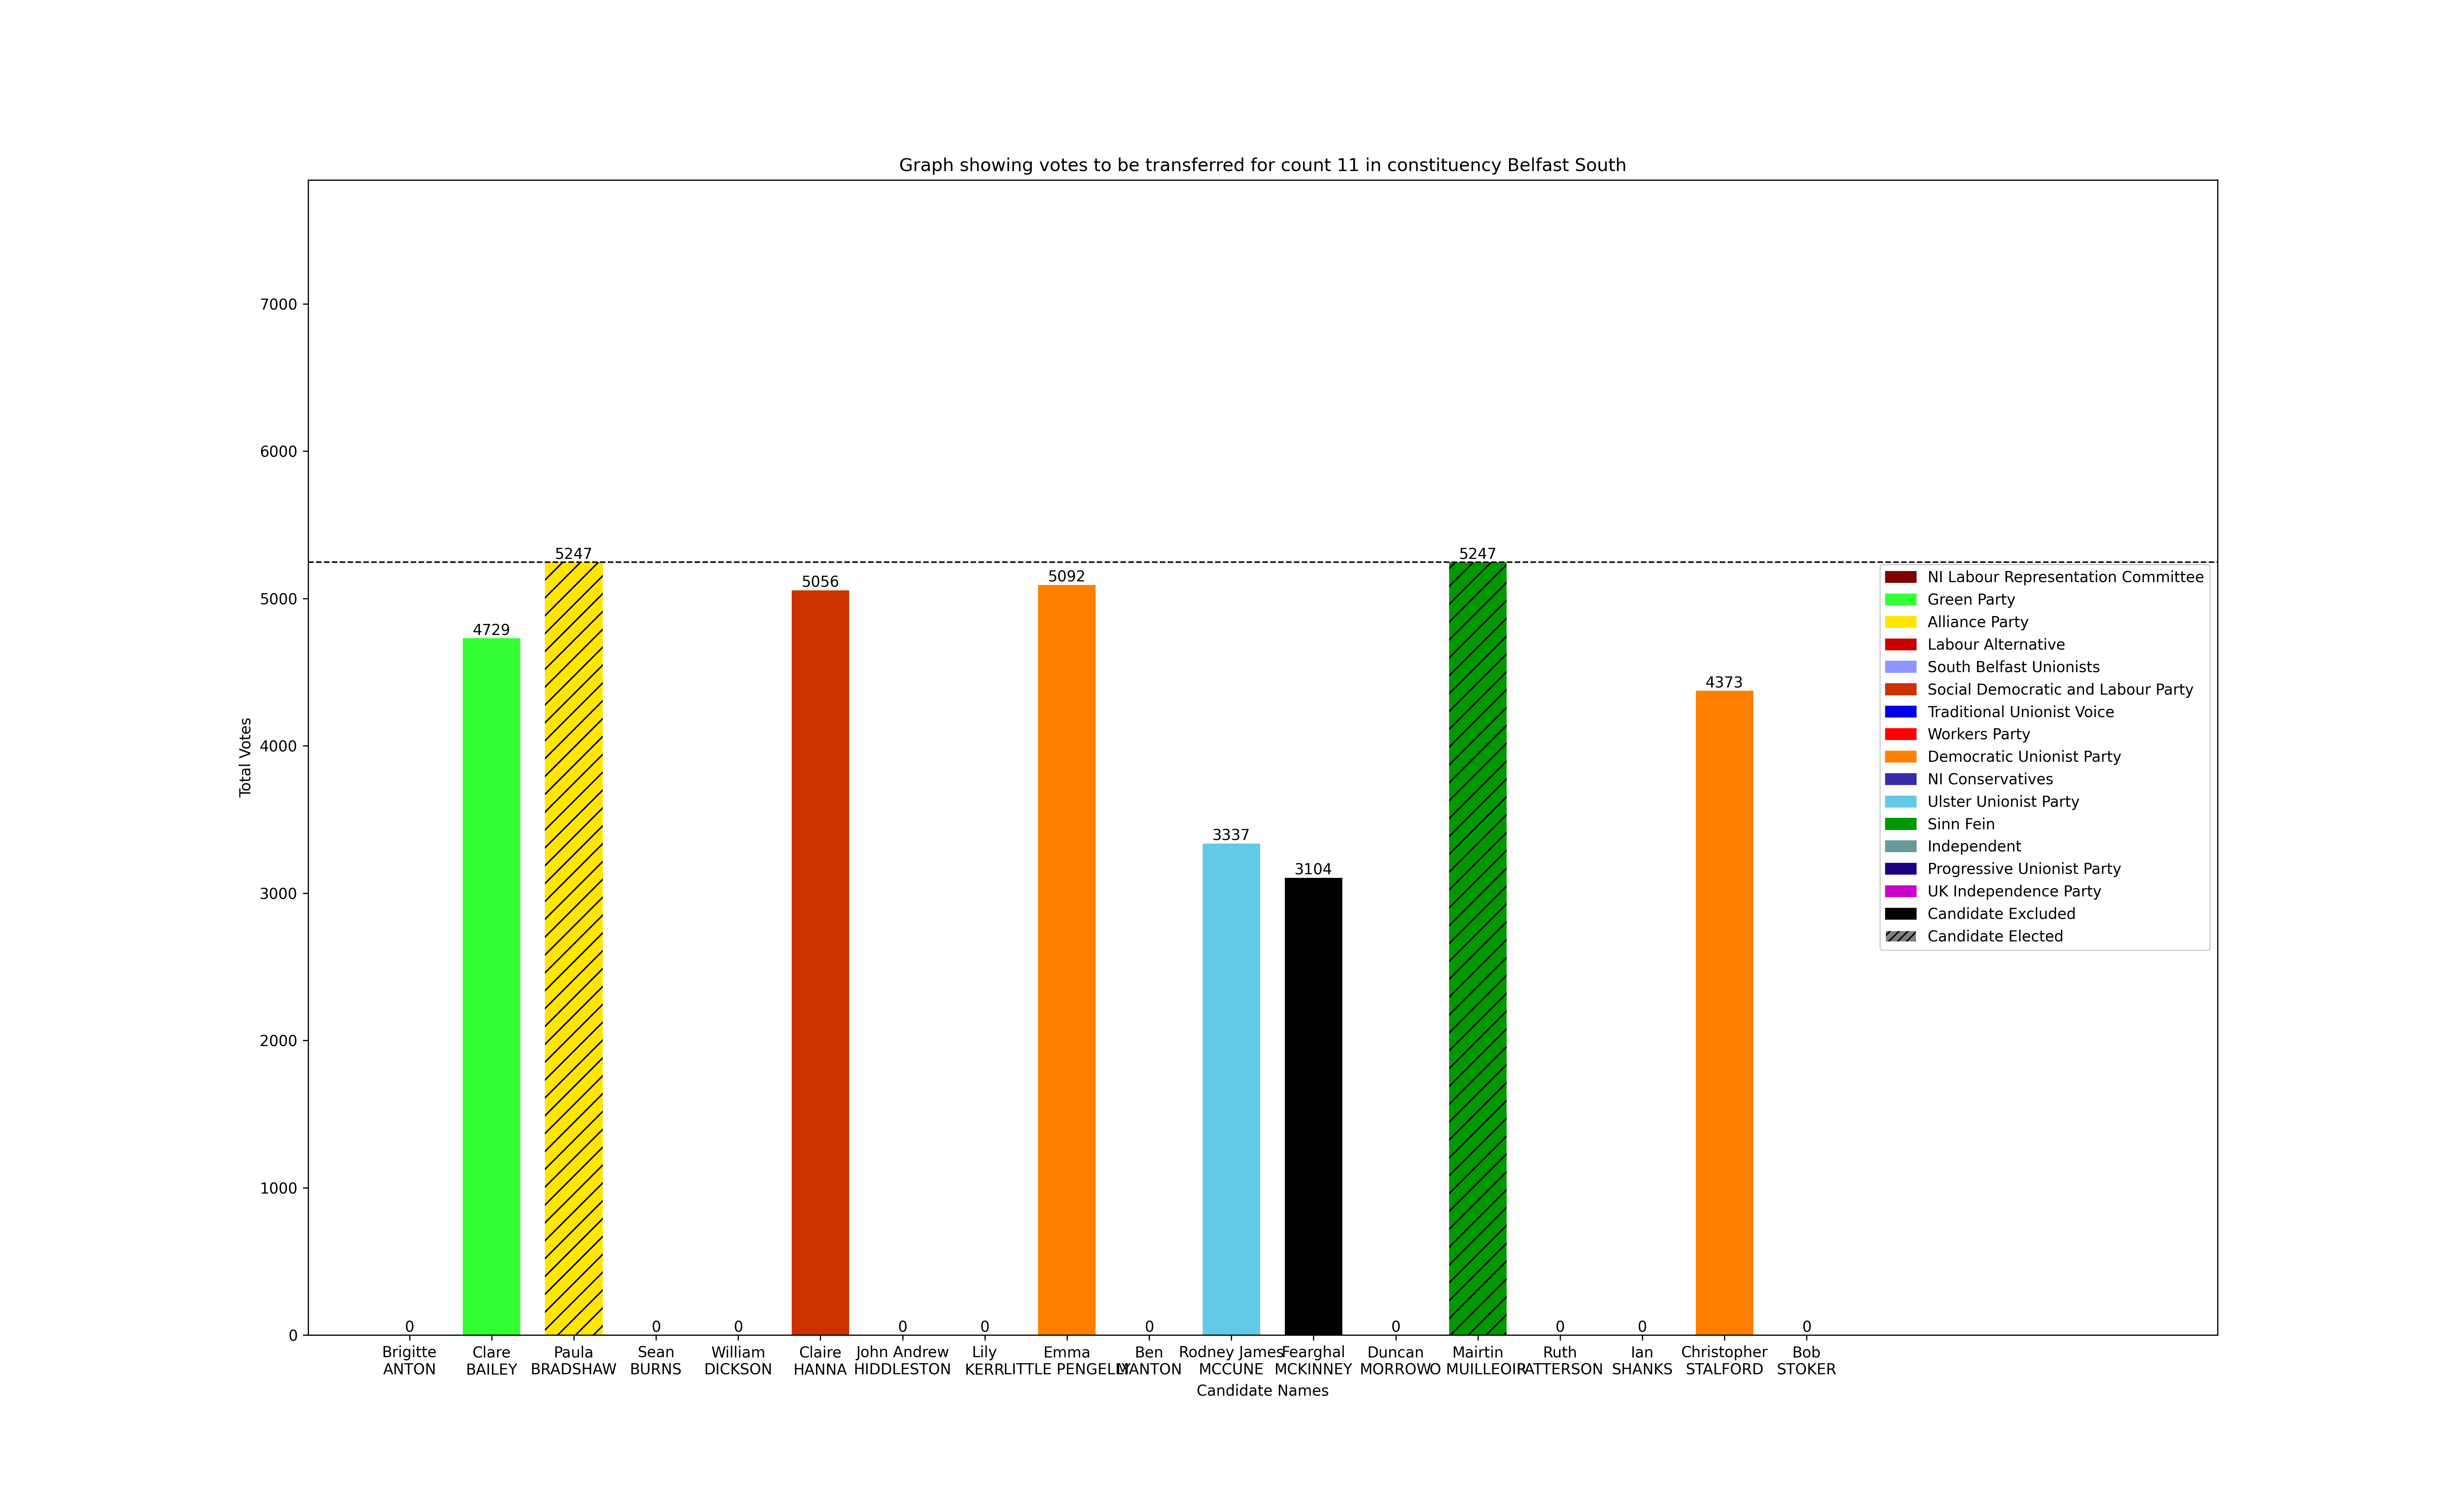 Graph showing votes to be transferred for count 11 in constituency Belfast South
Total Votes
7000
6000
5000
4000
3000
2000
1000
0
0
4729
5247
0
0
5056
0
0
5092
0
3337
3104
0
5247
0
0
4373
0
Brigitte
ANTON
Clare
BAILEY
Paula
BRADSHAW
Sean
BURNS
William
DICKSON
Claire
HANNA
John Andrew
HIDDLESTON
Lily
KERR
Emma
LITTLE PENGELLY
Ben
MANTON
Rodney James
MCCUNE
Fearghal
MCKINNEY
Duncan
MORROW
Mairtin
O MUILLEOIR
Ruth
PATTERSON
Ian
SHANKS
Christopher
STALFORD
Bob
STOKER
Candidate Names
NI Labour Representation Committee
Green Party
Alliance Party
Labour Alternative
South Belfast Unionists
Social Democratic and Labour Party
Traditional Unionist Voice
Workers Party
Democratic Unionist Party
NI Conservatives
Ulster Unionist Party
Sinn Fein
Independent
Progressive Unionist Party
UK Independence Party
Candidate Excluded
Candidate Elected